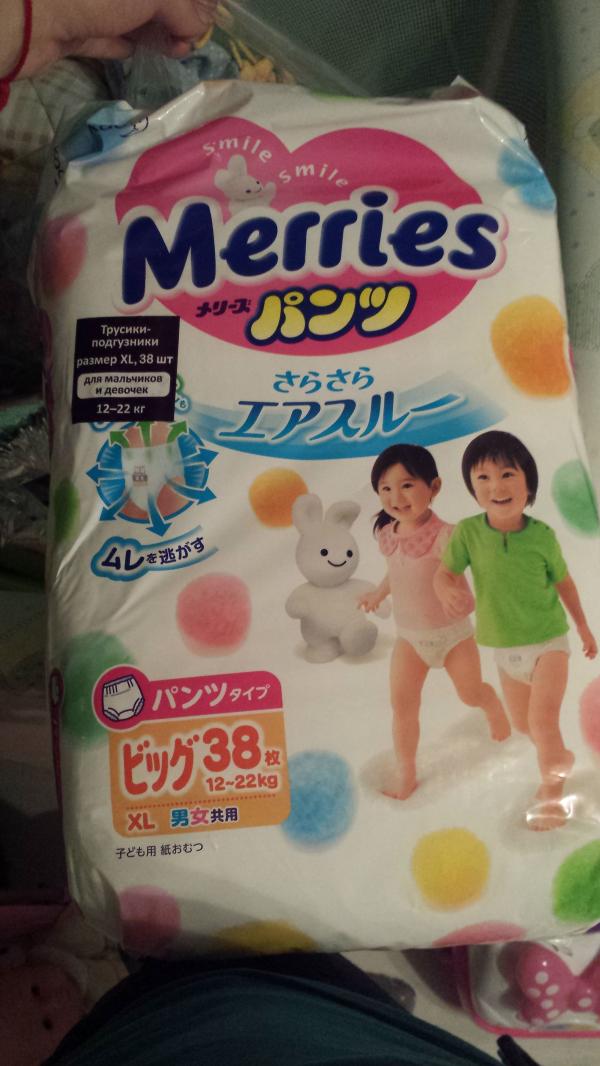 smile smile
Merries
メリーズ パンツ
Трусики-
подгузники
размер XL, 38 шт
для мальчиков
и девочек
12–22 кг
さらさら
エアスルー
ムレを逃がす
パンツタイプ
ビッグ38枚
12~22kg
XL 男女共用
子ども用 紙おむつ